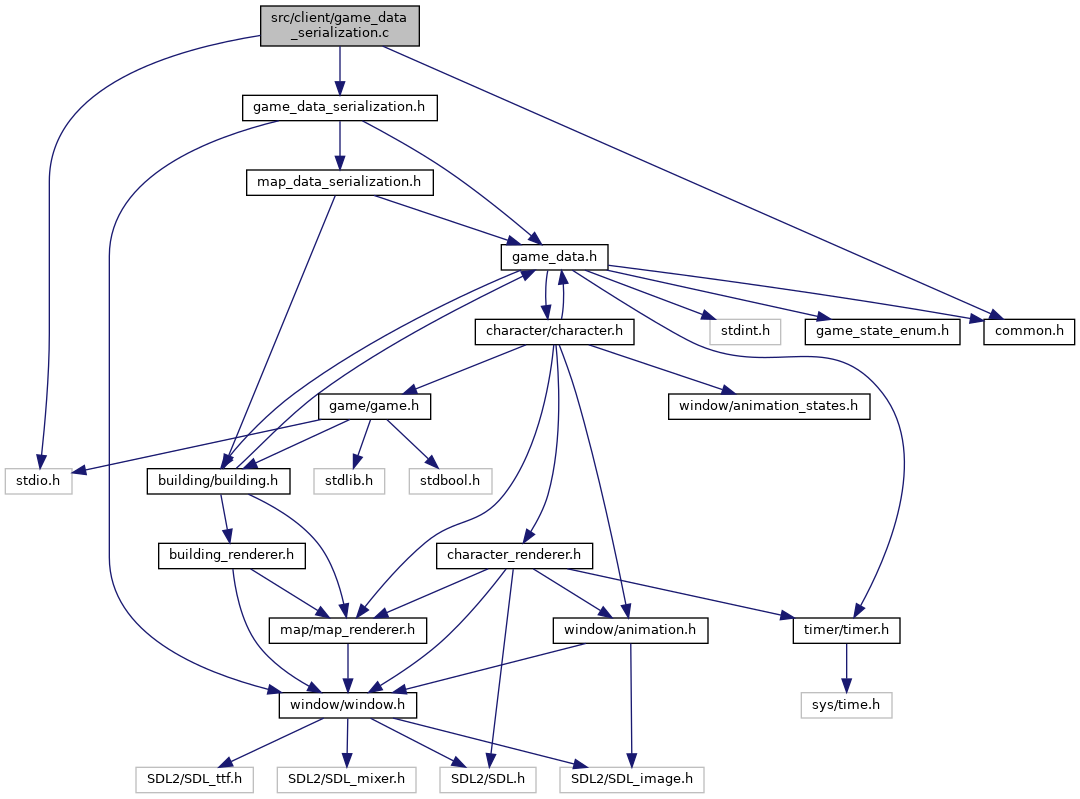 src/client/game_data
_serialization.c
game_data_serialization.h
map_data_serialization.h
game_data.h
character/character.h
stdint.h
game_state_enum.h
common.h
game/game.h
window/animation_states.h
stdio.h
building/building.h
stdlib.h
stdbool.h
building_renderer.h
character_renderer.h
map/map_renderer.h
window/animation.h
timer/timer.h
window/window.h
sys/time.h
SDL2/SDL_ttf.h
SDL2/SDL_mixer.h
SDL2/SDL.h
SDL2/SDL_image.h